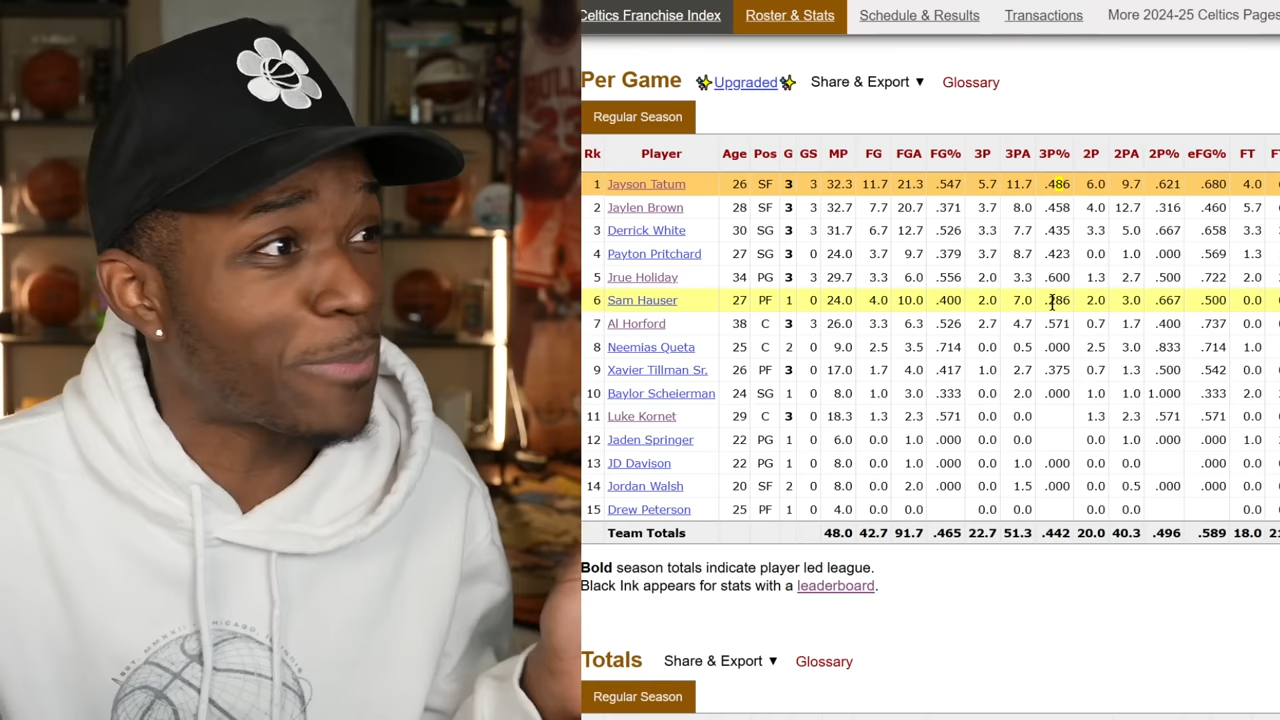 Celtics Franchise Index Roster & Stats Schedule & Results Transactions More 2024-25 Celtics Pages
Per Game ✨Upgraded✨ Share & Export ▼ Glossary
Regular Season
Rk Player Age Pos G GS MP FG FGA FG% 3P 3PA 3P% 2P 2PA 2P% eFG% FT
1 Jayson Tatum 26 SF 3 3 32.3 11.7 21.3 .547 5.7 11.7 .486 6.0 9.7 .621 .680 4.0
2 Jaylen Brown 28 SF 3 3 32.7 7.7 20.7 .371 3.7 8.0 .458 4.0 12.7 .316 .460 5.7
3 Derrick White 30 SG 3 3 31.7 6.7 12.7 .526 3.3 7.7 .435 3.3 5.0 .667 .658 3.3
4 Payton Pritchard 27 SG 3 0 24.0 3.7 9.7 .379 3.7 8.7 .423 0.0 1.0 .000 .569 1.3
5 Jrue Holiday 34 PG 3 3 29.7 3.3 6.0 .556 2.0 3.3 .600 1.3 2.7 .500 .722 2.0
6 Sam Hauser 27 PF 1 0 24.0 4.0 10.0 .400 2.0 7.0 .286 2.0 3.0 .667 .500 0.0
7 Al Horford 38 C 3 3 26.0 3.3 6.3 .526 2.7 4.7 .571 0.7 1.7 .400 .737 0.0
8 Neemias Queta 25 C 2 0 9.0 2.5 3.5 .714 0.0 0.5 .000 2.5 3.0 .833 .714 1.0
9 Xavier Tillman Sr. 26 PF 3 0 17.0 1.7 4.0 .417 1.0 2.7 .375 0.7 1.3 .500 .542 0.0
10 Baylor Scheierman 24 SG 1 0 8.0 1.0 3.0 .333 0.0 2.0 .000 1.0 1.0 1.000 .333 2.0
11 Luke Kornet 29 C 3 0 18.3 1.3 2.3 .571 0.0 0.0 1.3 2.3 .571 .571 0.0
12 Jaden Springer 22 PG 1 0 6.0 0.0 1.0 .000 0.0 0.0 0.0 1.0 .000 .000 1.0
13 JD Davison 22 PG 1 0 8.0 0.0 1.0 .000 0.0 1.0 .000 0.0 0.0 .000 0.0
14 Jordan Walsh 20 SF 2 0 8.0 0.0 2.0 .000 0.0 1.5 .000 0.0 0.5 .000 .000 0.0
15 Drew Peterson 25 PF 1 0 4.0 0.0 0.0 0.0 0.0 0.0 0.0 0.0
Team Totals 48.0 42.7 91.7 .465 22.7 51.3 .442 20.0 40.3 .496 .589 18.0
Bold season totals indicate player led league.
Black Ink appears for stats with a leaderboard.
Totals Share & Export ▼ Glossary
Regular Season